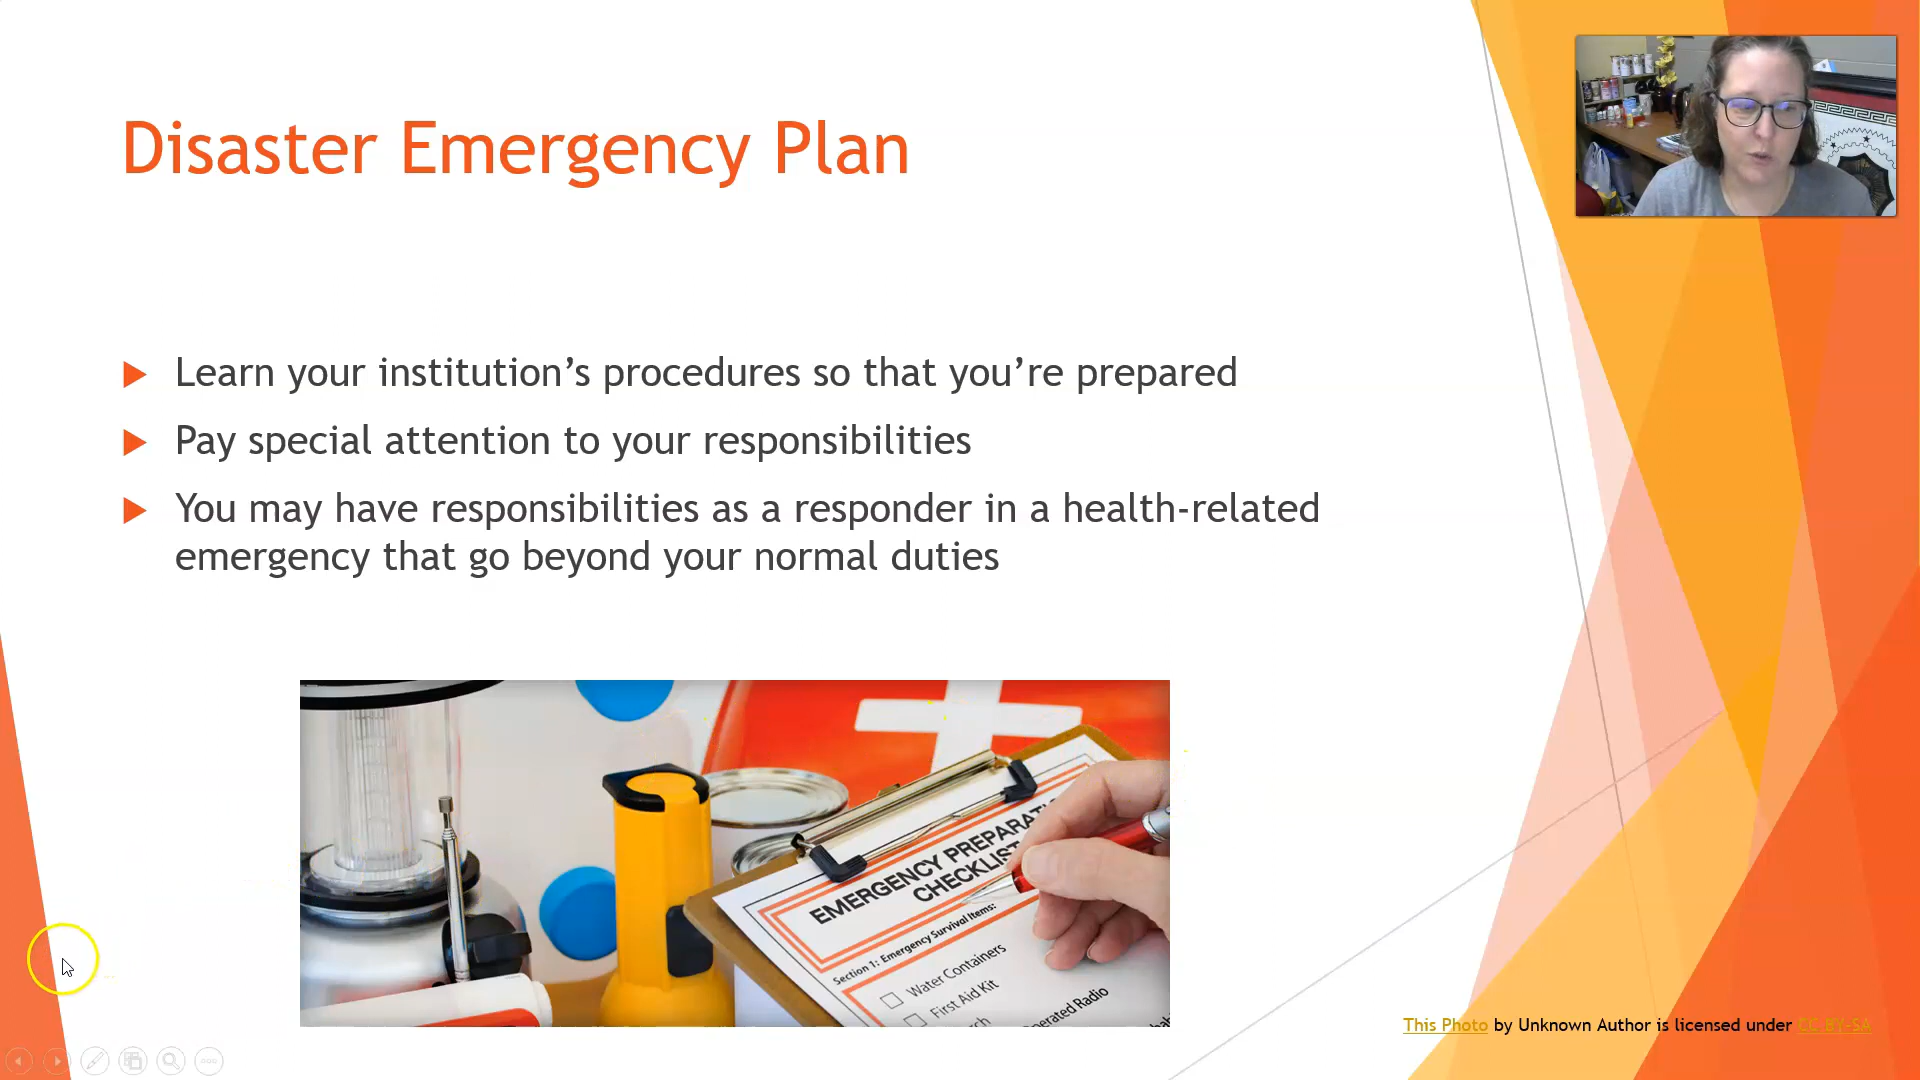 Disaster Emergency Plan
Learn your institution’s procedures so that you’re prepared
Pay special attention to your responsibilities
You may have responsibilities as a responder in a health-related
emergency that go beyond your normal duties
EMERGENCY
CHECKLIST
Section 1: Emergency Survival Items:
Water Containers
First Aid Kit
Radio
This Photo by Unknown Author is licensed under CC BY-SA